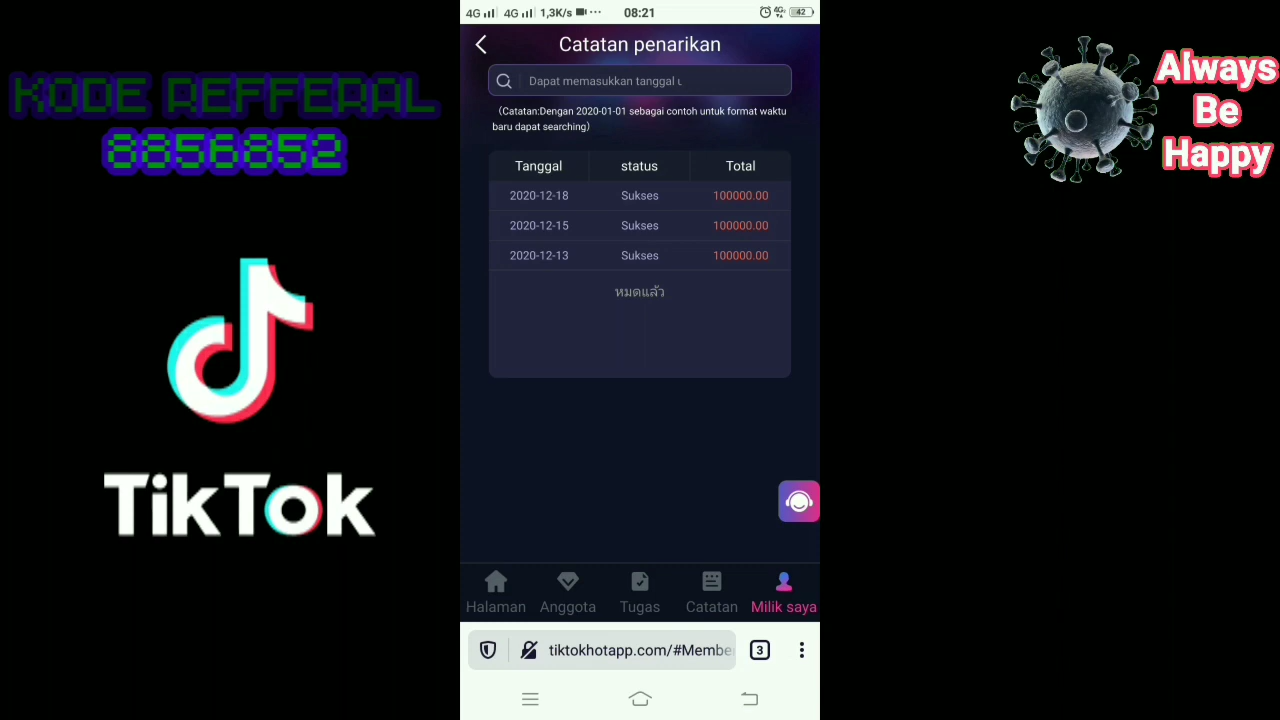 4G 4G 1,3K/s ... 08:21 4G 42
Catatan penarikan
Dapat memasukkan tanggal u
（Catatan:Dengan 2020-01-01 sebagai contoh untuk format waktu
baru dapat searching）
Tanggal status Total
2020-12-18 Sukses 100000.00
2020-12-15 Sukses 100000.00
2020-12-13 Sukses 100000.00
หมดแล้ว
Halaman Anggota Tugas Catatan Milik saya
tiktokhotapp.com/#Membe 3
KODE REFFERAL
8856852
TikTok
Always
Be
Happy